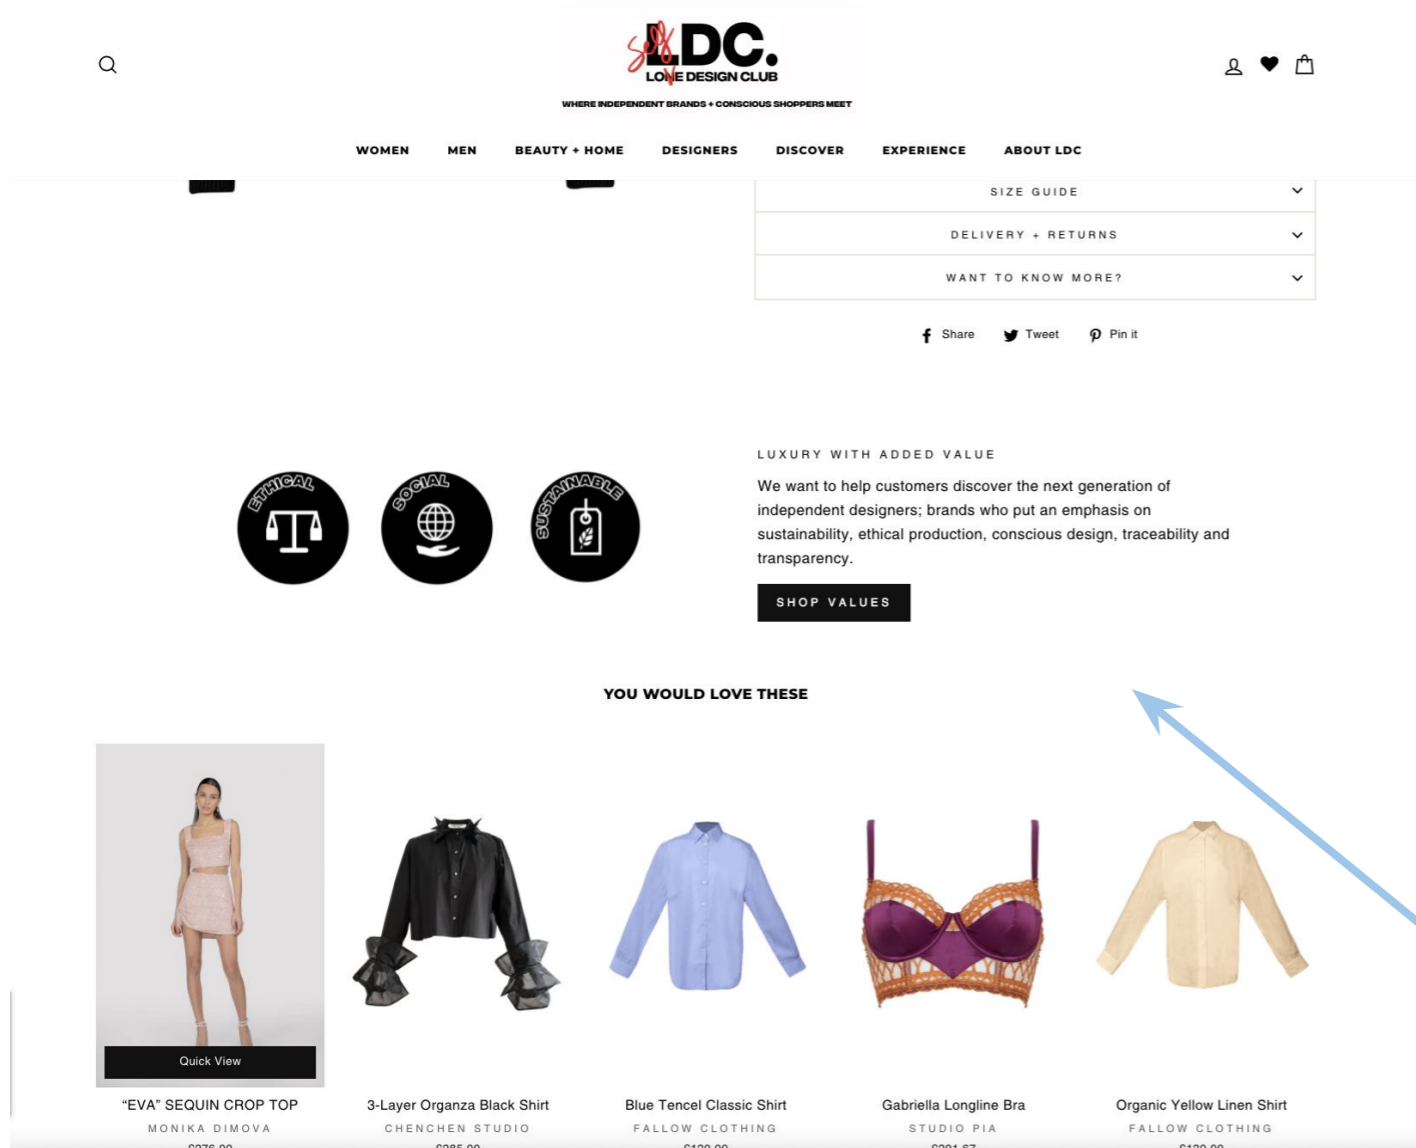 Self
LDC.
LOVE DESIGN CLUB
WHERE INDEPENDENT BRANDS + CONSCIOUS SHOPPERS MEET
WOMEN MEN BEAUTY + HOME DESIGNERS DISCOVER EXPERIENCE ABOUT LDC
SIZE GUIDE
DELIVERY + RETURNS
WANT TO KNOW MORE?
Share Tweet Pin it
ETHICAL SOCIAL SUSTAINABLE
LUXURY WITH ADDED VALUE
We want to help customers discover the next generation of
independent designers; brands who put an emphasis on
sustainability, ethical production, conscious design, traceability and
transparency.
SHOP VALUES
YOU WOULD LOVE THESE
Quick View
“EVA” SEQUIN CROP TOP 3-Layer Organza Black Shirt Blue Tencel Classic Shirt Gabriella Longline Bra Organic Yellow Linen Shirt
MONIKA DIMOVA CHENCHEN STUDIO FALLOW CLOTHING STUDIO PIA FALLOW CLOTHING